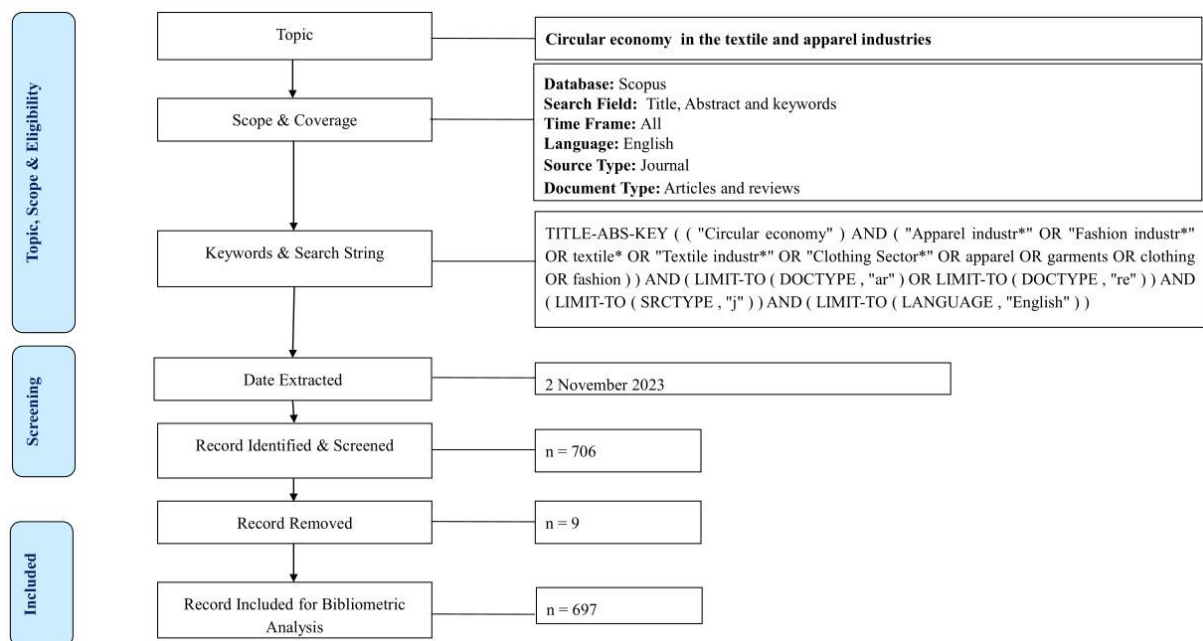 Topic, Scope & Eligibility
Topic
Circular economy in the textile and apparel industries
Scope & Coverage
Database: Scopus
Search Field: Title, Abstract and keywords
Time Frame: All
Language: English
Source Type: Journal
Document Type: Articles and reviews
Keywords & Search String
TITLE-ABS-KEY ( ( "Circular economy" ) AND ( "Apparel industr*" OR "Fashion industr*"
OR textile* OR "Textile industr*" OR "Clothing Sector*" OR apparel OR garments OR clothing
OR fashion ) ) AND ( LIMIT-TO ( DOCTYPE , "ar" ) OR LIMIT-TO ( DOCTYPE , "re" ) ) AND
( LIMIT-TO ( SRCTYPE , "j" ) ) AND ( LIMIT-TO ( LANGUAGE , "English" ) )
Screening
Date Extracted
2 November 2023
Record Identified & Screened
n = 706
Included
Record Removed
n = 9
Record Included for Bibliometric
Analysis
n = 697